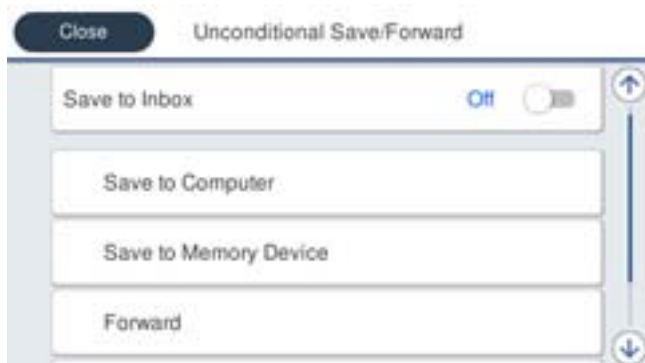 Close Unconditional Save/Forward
Save to Inbox Off
Save to Computer
Save to Memory Device
Forward